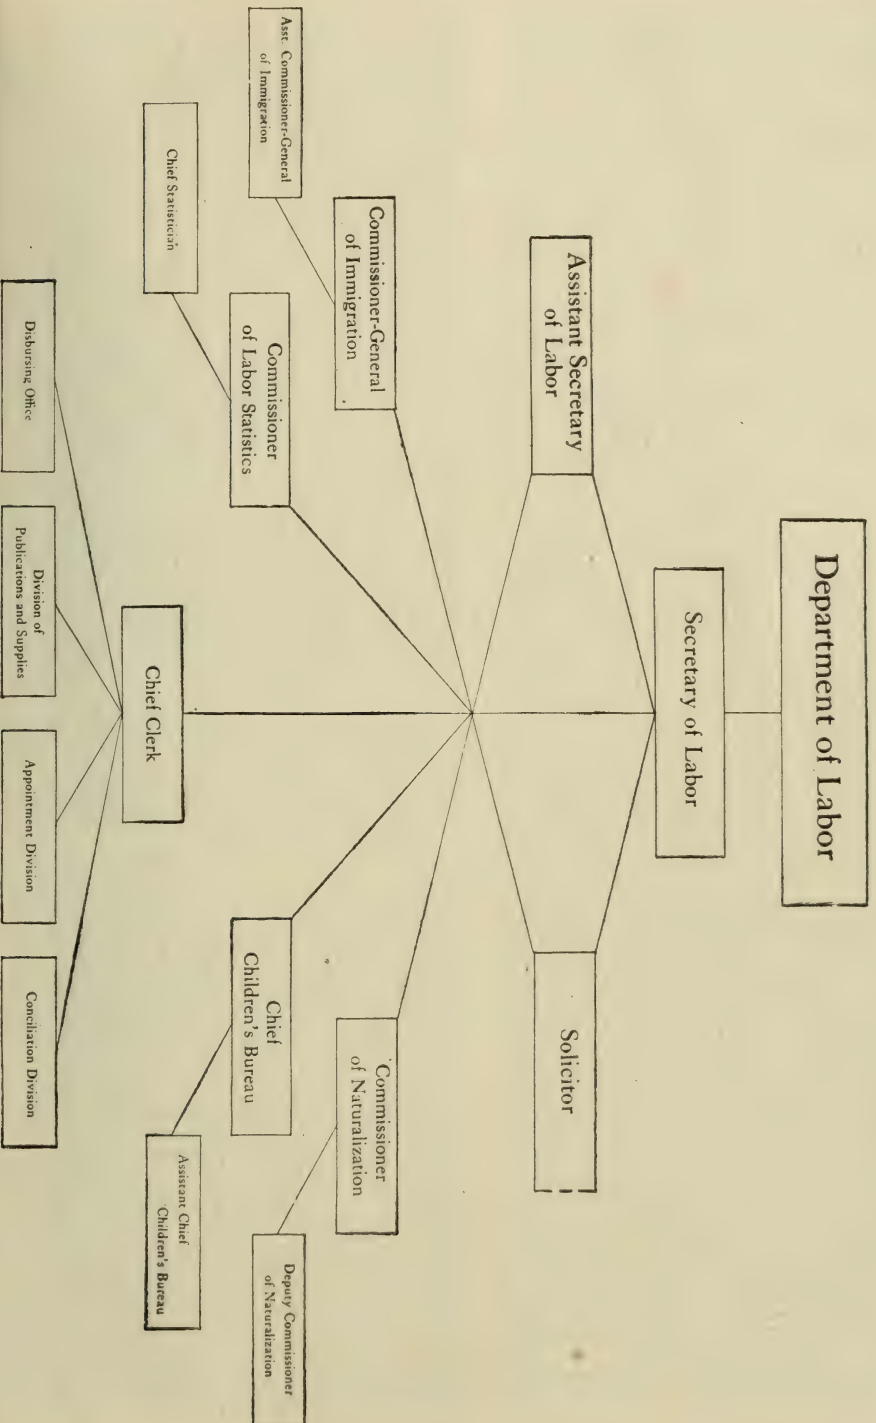 Department of Labor
Secretary of Labor
Assistant Secretary
of Labor
Solicitor
Commissioner-General
of Immigration
Commissioner
of Naturalization
Asst. Commissioner-General
of Immigration
Deputy Commissioner
of Naturalization
Commissioner
of Labor Statistics
Chief
Children's Bureau
Chief Statistician
Assistant Chief
Children's Bureau
Chief Clerk
Disbursing Office
Division of
Publications and Supplies
Appointment Division
Conciliation Division